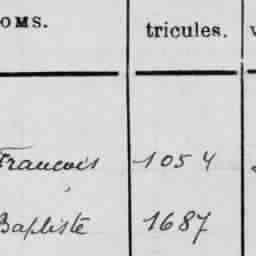 OMS. tricules.
François 1054
Baptiste 1687